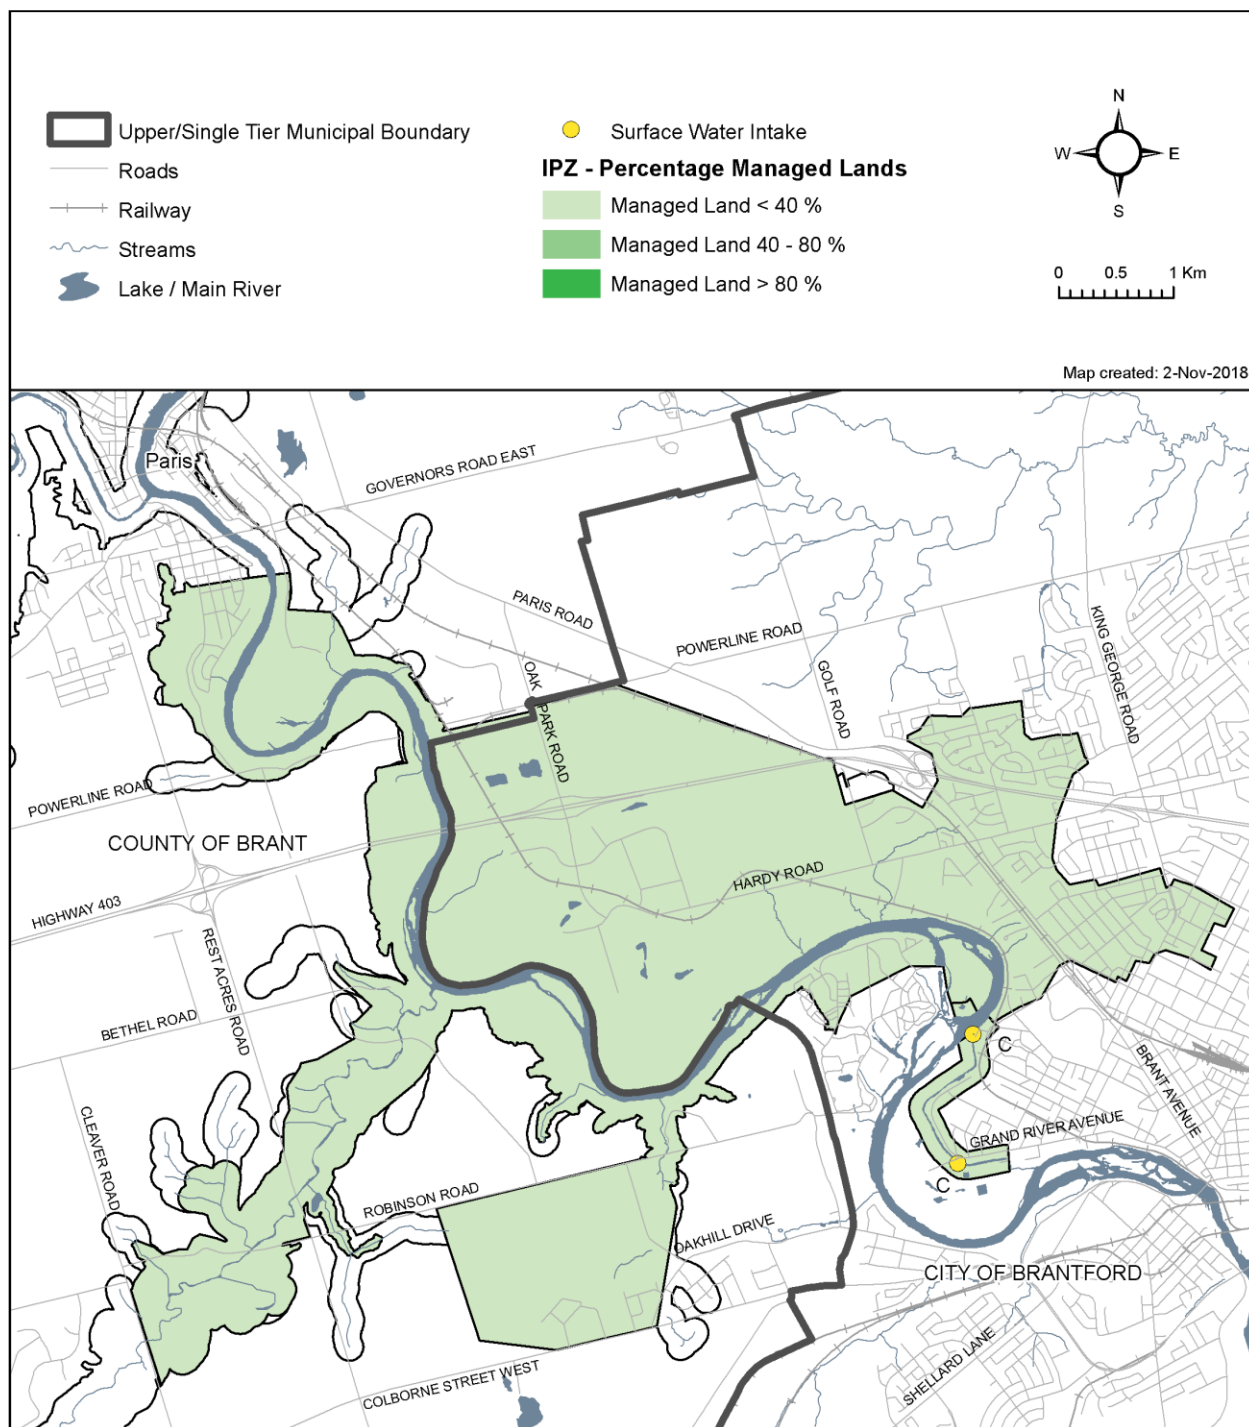 Upper/Single Tier Municipal Boundary
Roads
Railway
Streams
Lake / Main River
Surface Water Intake
IPZ - Percentage Managed Lands
Managed Land < 40 %
Managed Land 40 - 80 %
Managed Land > 80 %
N
W E
S
0 0.5 1 Km
Map created: 2-Nov-2018
Paris
GOVERNORS ROAD EAST
PARIS ROAD
POWERLINE ROAD
OAK PARK ROAD
GOLF ROAD
KING GEORGE ROAD
POWERLINE ROAD
COUNTY OF BRANT
HIGHWAY 403
HARDY ROAD
REST ACRES ROAD
BETHEL ROAD
C
BRANT AVENUE
CLEAVER ROAD
GRAND RIVER AVENUE
C
ROBINSON ROAD
OAKHILL DRIVE
CITY OF BRANTFORD
SHELLARD LANE
COLBORNE STREET WEST